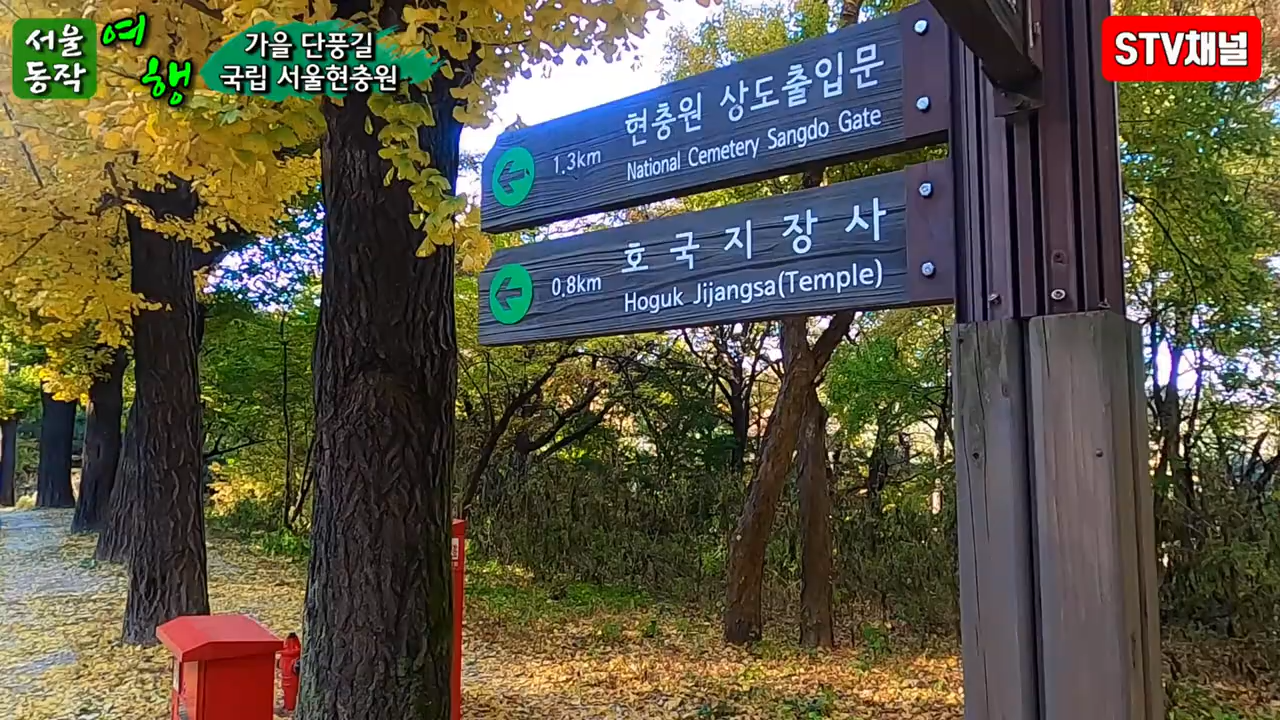 서울
동작
여
행
가을 단풍길
국립 서울현충원
STV채널
현충원 상도출입문
1.3km
National Cemetery Sangdo Gate
호국지장사
0.8km
Hoguk Jijangsa(Temple)